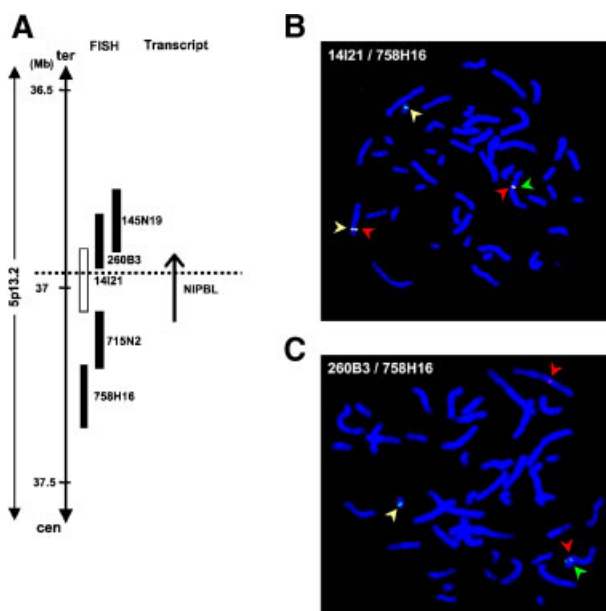 A
FISH Transcript
(Mb) ter
36.5
145N19
260B3
14I21
5p13.2
37
NIPBL
715N2
758H16
37.5
cen
B
14I21 / 758H16
C
260B3 / 758H16